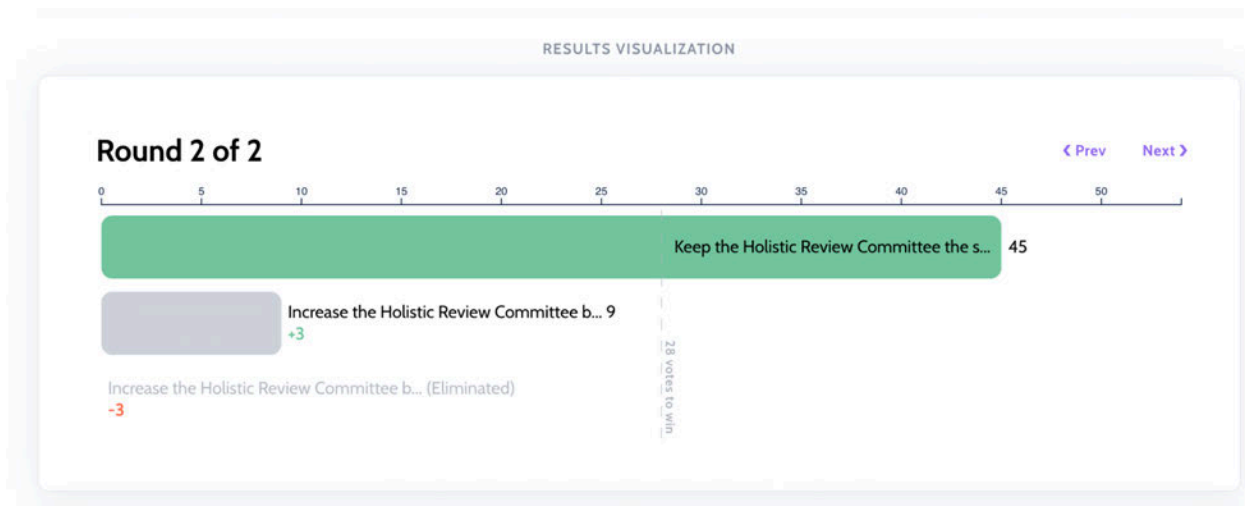 RESULTS VISUALIZATION
Round 2 of 2
❮ Prev Next ❯
0 5 10 15 20 25 30 35 40 45 50
Keep the Holistic Review Committee the s... 45
Increase the Holistic Review Committee b... 9
+3
28 votes to win
Increase the Holistic Review Committee b... (Eliminated)
-3